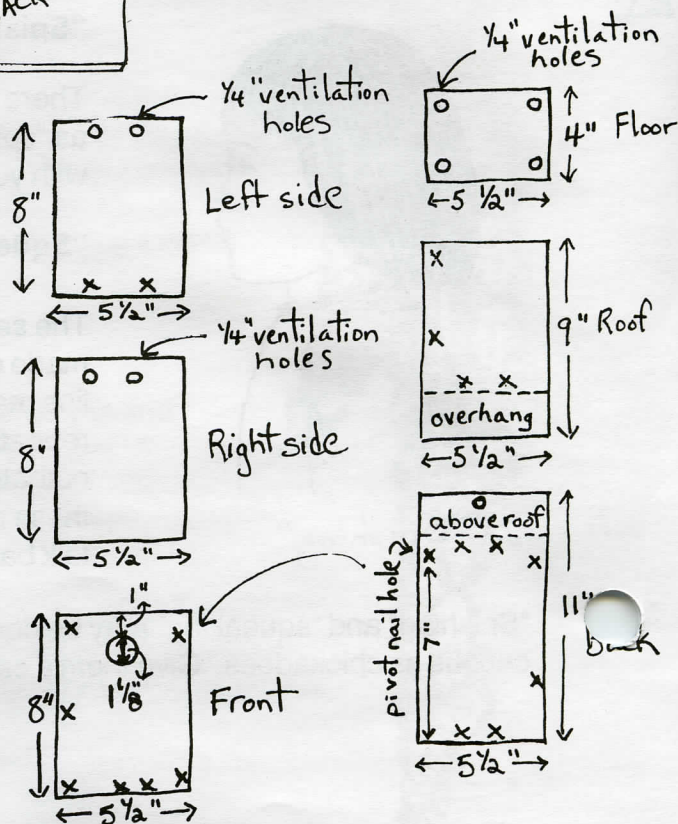 ¼" ventilation
holes
8"
Left side
5 ½"
¼" ventilation
holes
8"
Right side
5 ½"
1"
1 ⅛"
8"
Front
5 ½"
¼" ventilation
holes
4" Floor
5 ½"
9" Roof
overhang
5 ½"
above roof
pivot nail hole
7"
11"
Back
5 ½"